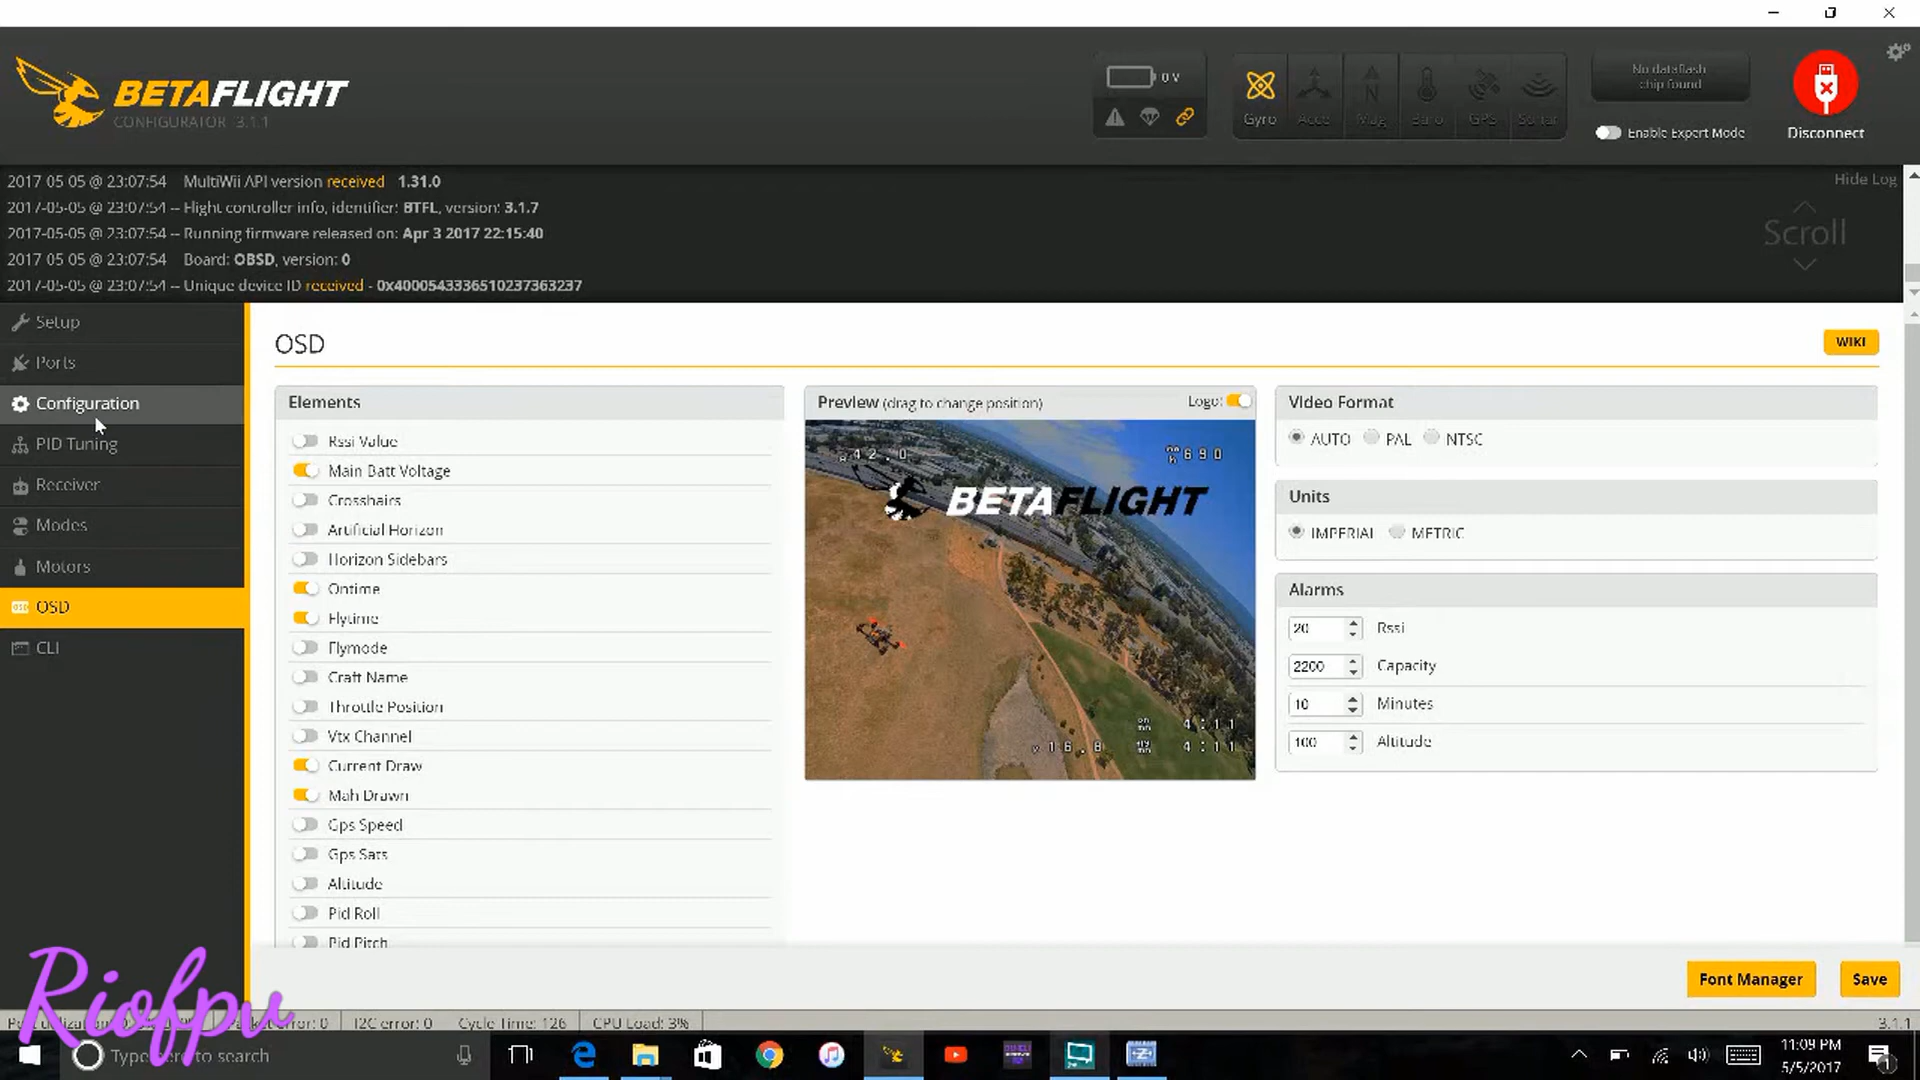 BETAFLIGHT
CONFIGURATOR 3.1.1
0 V
Gyro
Accel
Mag
Baro
GPS
Sonar
No dataflash
chip found
Enable Expert Mode
Disconnect
2017 05 05 @ 23:07:54 MultiWii API version received 1.31.0
2017-05-05 @ 23:07:54 -- Flight controller info, identifier: BTFL, version: 3.1.7
2017-05-05 @ 23:07:54 -- Running firmware released on: Apr 3 2017 22:15:40
2017 05 05 @ 23:07:54 Board: OBSD, version: 0
2017-05-05 @ 23:07:54 -- Unique device ID received - 0x4000543336510237363237
Hide Log
Scroll
Setup
Ports
Configuration
PID Tuning
Receiver
Modes
Motors
OSD
CLI
OSD
WIKI
Elements
Rssi Value
Main Batt Voltage
Crosshairs
Artificial Horizon
Horizon Sidebars
Ontime
Flytime
Flymode
Craft Name
Throttle Position
Vtx Channel
Current Draw
Mah Drawn
Gps Speed
Gps Sats
Altitude
Pid Roll
Pid Pitch
Preview (drag to change position)
Logo:
42.0
690
BETAFLIGHT
4:11
16.8
4:11
Video Format
AUTO PAL NTSC
Units
IMPERIAL METRIC
Alarms
20 Rssi
2200 Capacity
10 Minutes
100 Altitude
Font Manager
Save
Riofpv
I2C error: 0
Cycle Time: 126
CPU Load: 3%
3.1.1
Type here to search
11:09 PM
5/5/2017